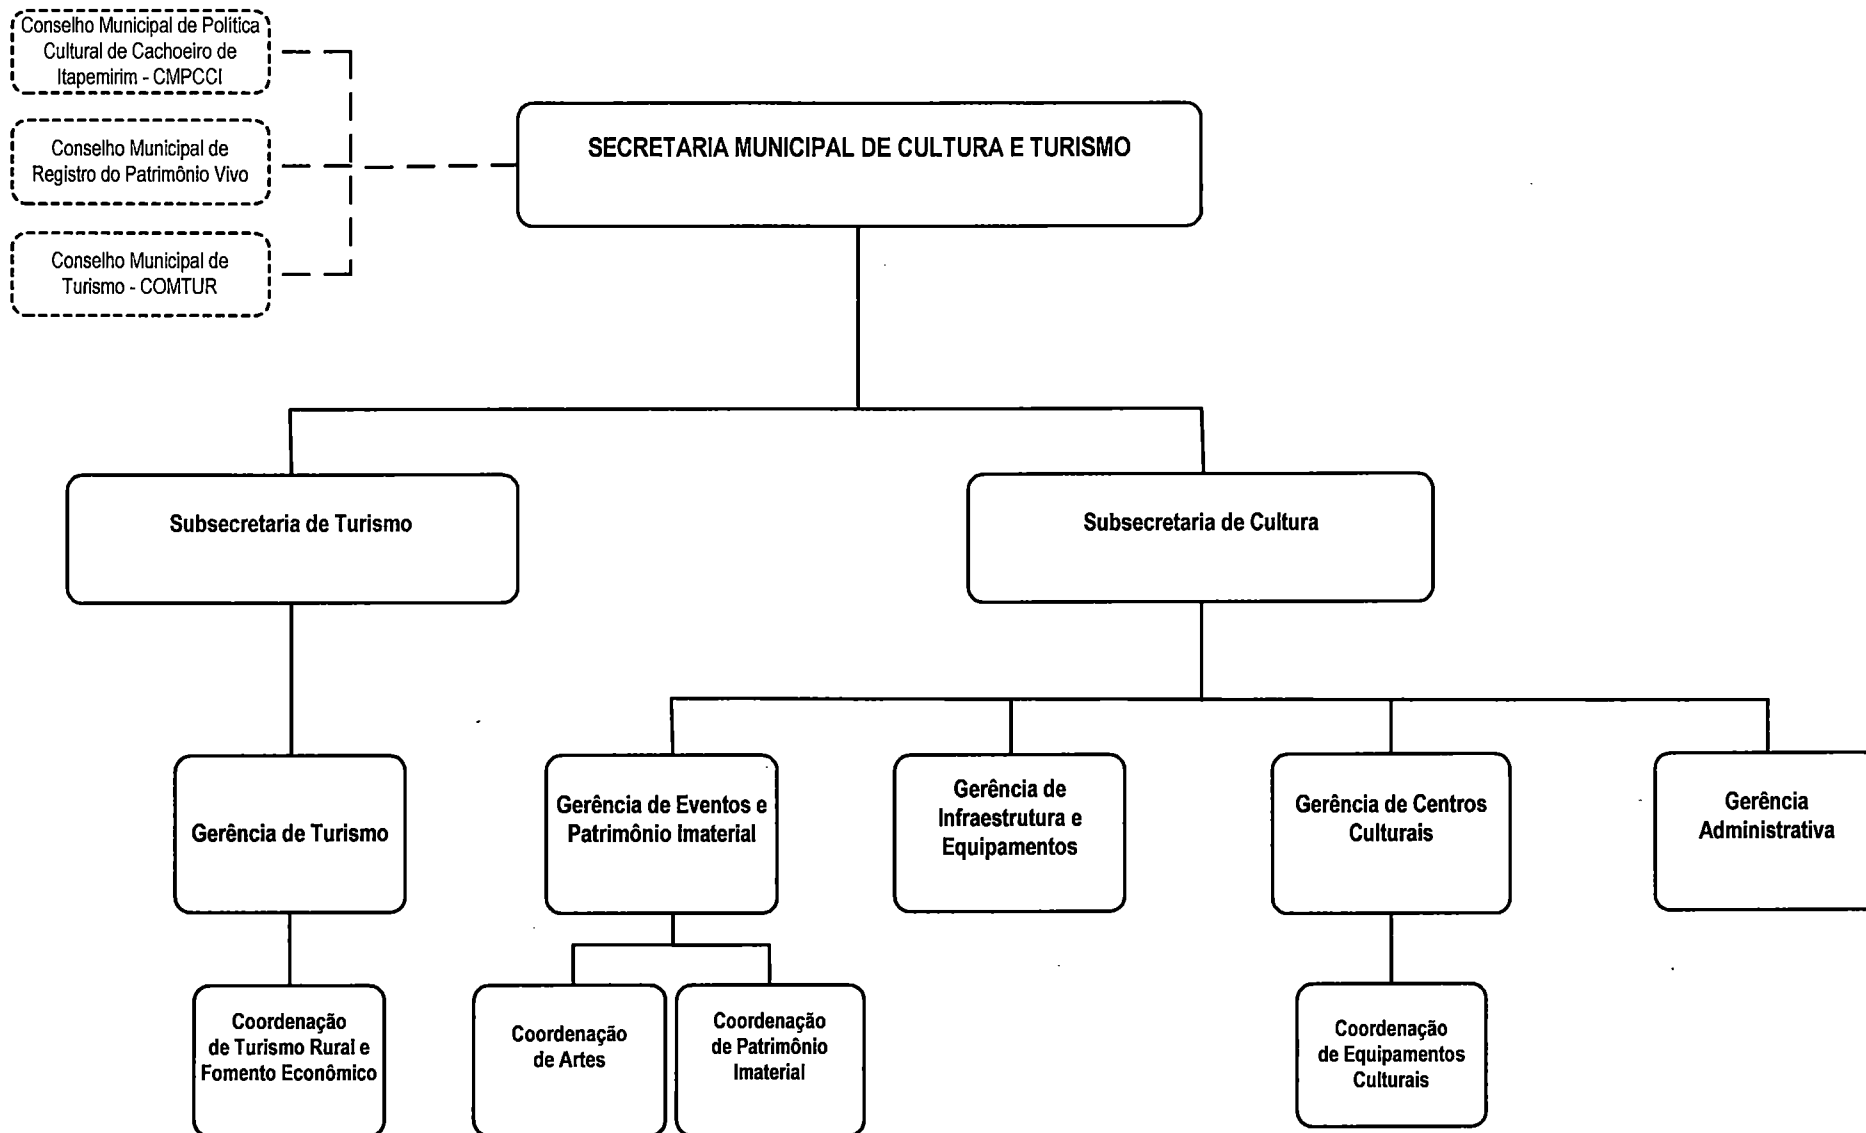 Conselho Municipal de Política
Cultural de Cachoeiro de
Itapemirim - CMPCCI
Conselho Municipal de
Registro do Patrimônio Vivo
Conselho Municipal de
Turismo - COMTUR
SECRETARIA MUNICIPAL DE CULTURA E TURISMO
Subsecretaria de Turismo
Subsecretaria de Cultura
Gerência de Turismo
Gerência de Eventos e
Patrimônio Imaterial
Gerência de
Infraestrutura e
Equipamentos
Gerência de Centros
Culturais
Gerência
Administrativa
Coordenação
de Turismo Rural e
Fomento Econômico
Coordenação
de Artes
Coordenação
de Patrimônio
Imaterial
Coordenação
de Equipamentos
Culturais